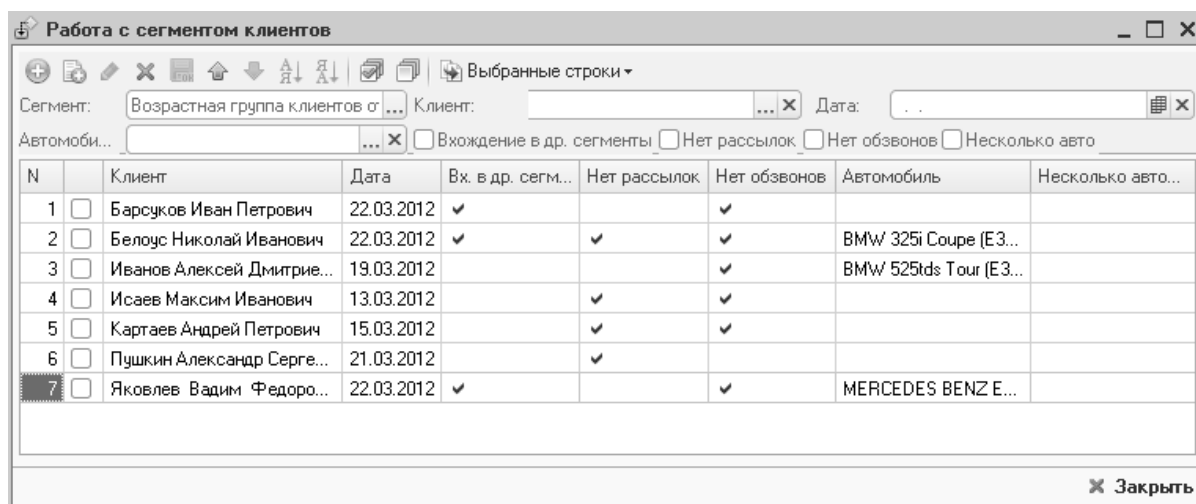 Работа с сегментом клиентов
Выбранные строки
Сегмент: Возрастная группа клиентов о ... Клиент: ... Дата: . .
Автомоби... ... Вхождение в др. сегменты Нет рассылок Нет обзвонов Несколько авто
N Клиент Дата Вх. в др. сегм... Нет рассылок Нет обзвонов Автомобиль Несколько авто...
1 Барсуков Иван Петрович 22.03.2012
2 Белоус Николай Иванович 22.03.2012 BMW 325i Coupe (E3...
3 Иванов Алексей Дмитрие... 19.03.2012 BMW 525tds Tour (E3...
4 Исаев Максим Иванович 13.03.2012
5 Картаев Андрей Петрович 15.03.2012
6 Пушкин Александр Серге... 21.03.2012
7 Яковлев Вадим Федоро... 22.03.2012 MERCEDES BENZ E...
Закрыть